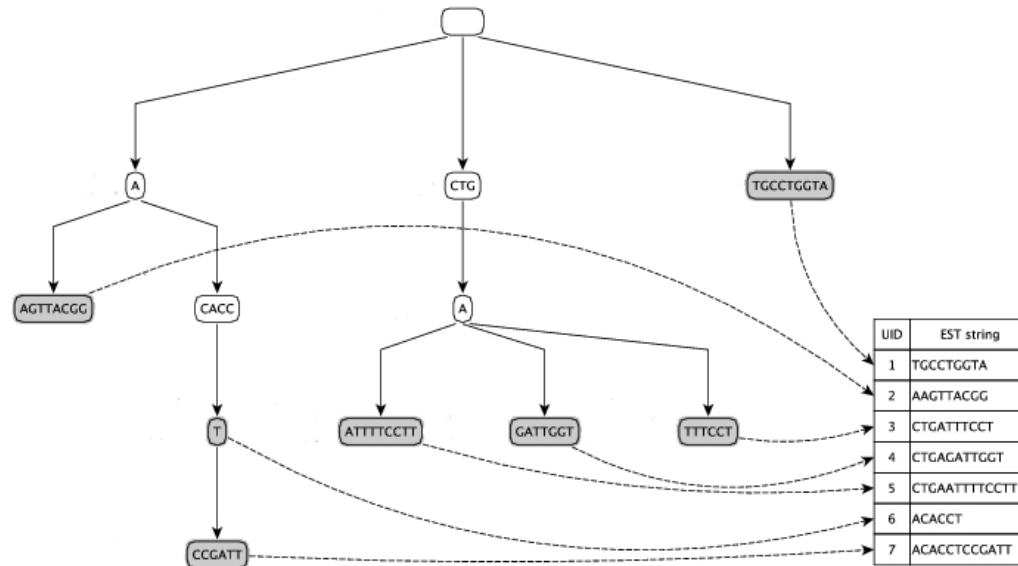 A
CTG
TGCCTGGTA
AGTTACGG
CACC
A
UID EST string
1 TGCCTGGTA
2 AAGTTACGG
T
ATTTTCCTT
GATTGGT
TTTCCT
3 CTGATTTCCT
4 CTGAGATTGGT
5 CTGAATTTTCCTT
6 ACACCT
CCGATT
7 ACACCTCCGATT